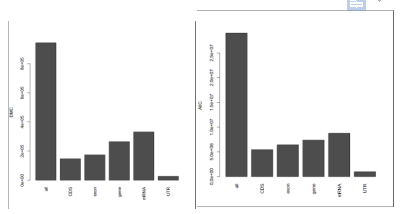 8e+05
6e+05
4e+05
2e+05
0e+00
all
CDS
exon
gene
mRNA
UTR
2.5e+07
2.0e+07
1.5e+07
1.0e+07
5.0e+06
0.0e+00
all
CDS
exon
gene
mRNA
UTR